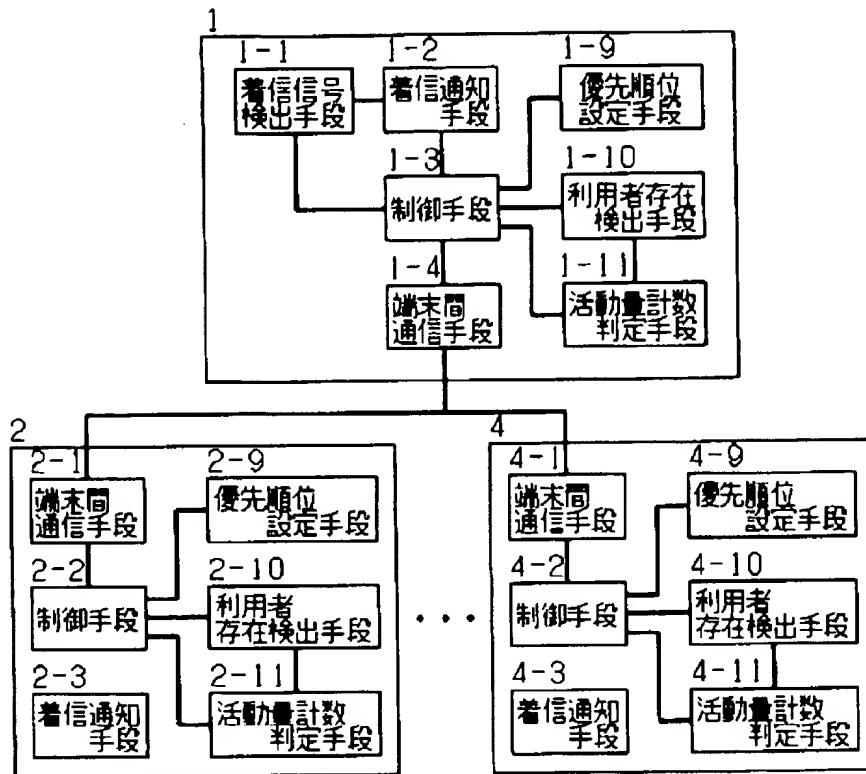 1
1-1
1-2
1-9
着信信号
検出手段
着信通知
手段
優先順位
設定手段
1-3
1-10
制御手段
利用者存在
検出手段
1-4
1-11
端末間
通信手段
活動量計数
判定手段
2
4
2-1
2-9
端末間
通信手段
優先順位
設定手段
2-2
2-10
制御手段
利用者
存在検出手段
2-3
2-11
着信通知
手段
活動量計数
判定手段
・・・
4-1
4-9
端末間
通信手段
優先順位
設定手段
4-2
4-10
制御手段
利用者
存在検出手段
4-3
4-11
着信通知
手段
活動量計数
判定手段